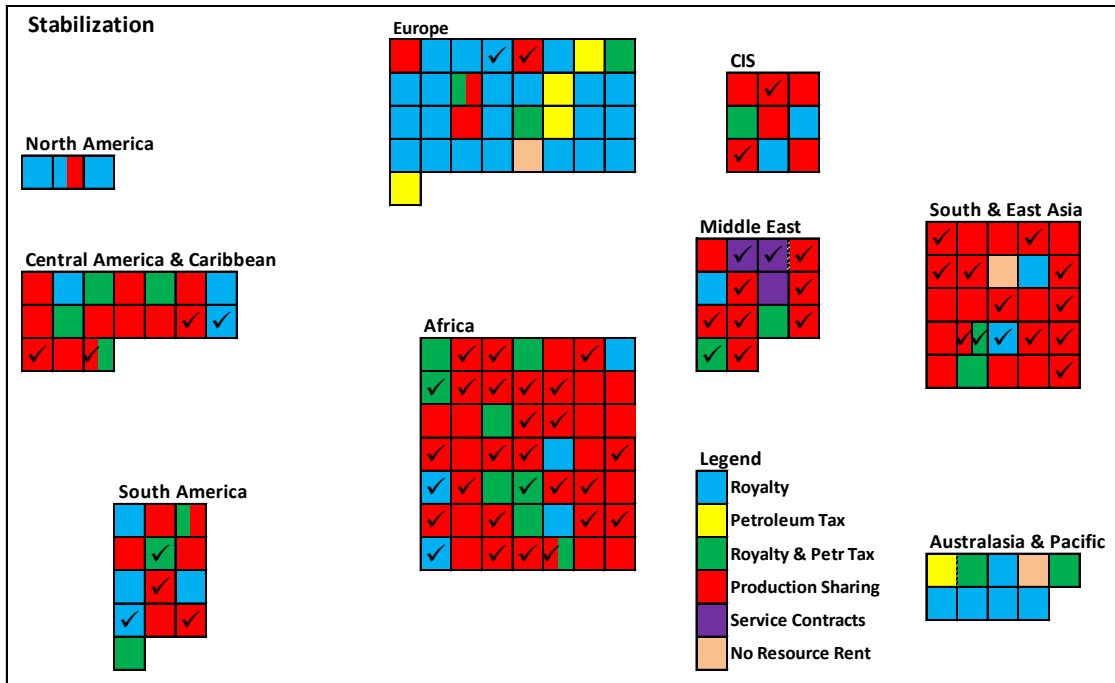 Stabilization
Europe
CIS
North America
South & East Asia
Middle East
Central America & Caribbean
Africa
Legend
South America
Royalty
Petroleum Tax
Australasia & Pacific
Royalty & Petr Tax
Production Sharing
Service Contracts
No Resource Rent